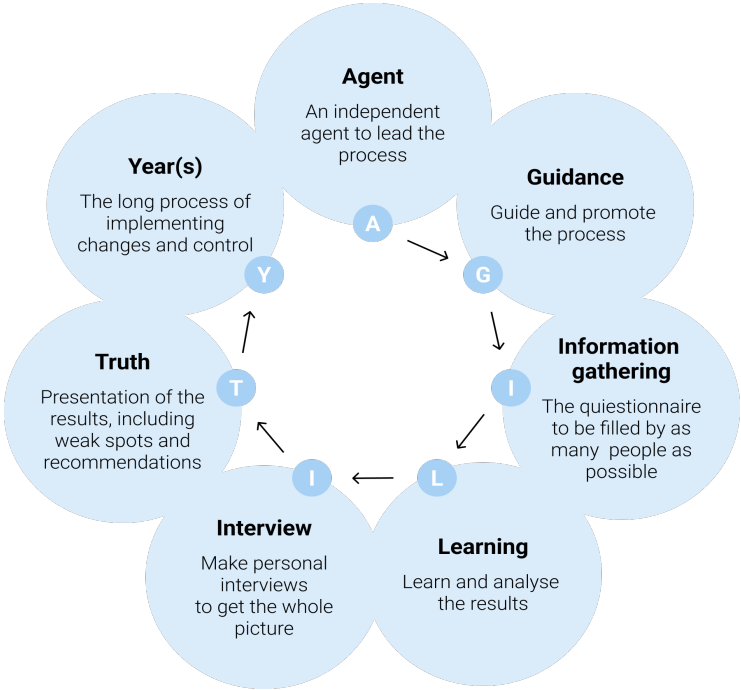 Agent
An independent
agent to lead the
process
A
Guidance
Guide and promote
the process
G
Information
gathering
The quiestionnaire
to be filled by as
many people as
possible
I
Learning
Learn and analyse
the results
L
Interview
Make personal
interviews
to get the whole
picture
I
Truth
Presentation of the
results, including
weak spots and
recommendations
T
Year(s)
The long process of
implementing
changes and control
Y